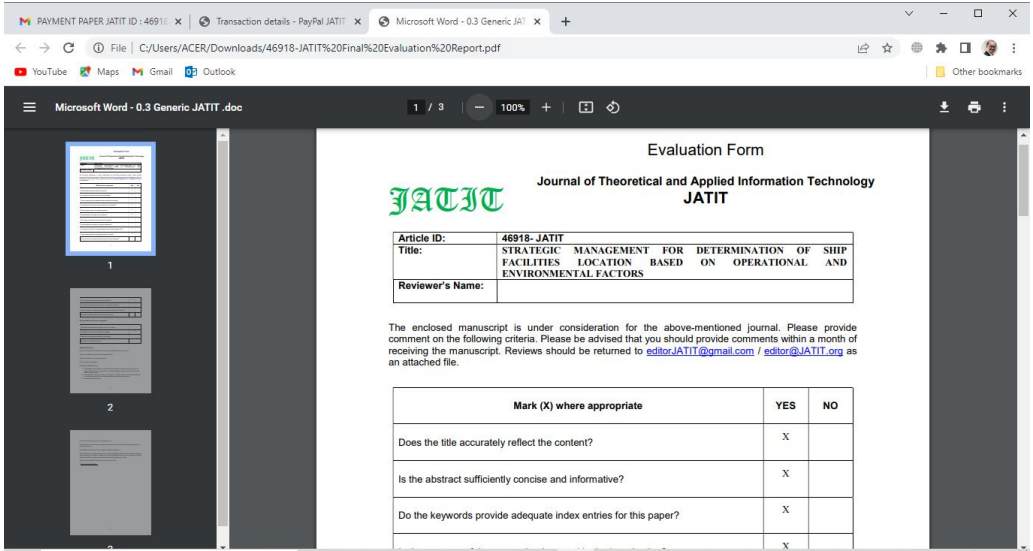 PAYMENT PAPER JATIT ID : 46918
Transaction details - PayPal JATIT
Microsoft Word - 0.3 Generic JAT
File | C:/Users/ACER/Downloads/46918-JATIT%20Final%20Evaluation%20Report.pdf
YouTube Maps Gmail Outlook
Other bookmarks
Microsoft Word - 0.3 Generic JATIT .doc
1 / 3
100%
1
2
Evaluation Form
JATIT
Journal of Theoretical and Applied Information Technology
JATIT
Article ID: 46918- JATIT
Title: STRATEGIC MANAGEMENT FOR DETERMINATION OF SHIP
FACILITIES LOCATION BASED ON OPERATIONAL AND
ENVIRONMENTAL FACTORS
Reviewer's Name:
The enclosed manuscript is under consideration for the above-mentioned journal. Please provide
comment on the following criteria. Please be advised that you should provide comments within a month of
receiving the manuscript. Reviews should be returned to editorJATIT@gmail.com / editor@JATIT.org as
an attached file.
Mark (X) where appropriate YES NO
Does the title accurately reflect the content? X
Is the abstract sufficiently concise and informative? X
Do the keywords provide adequate index entries for this paper? X
X